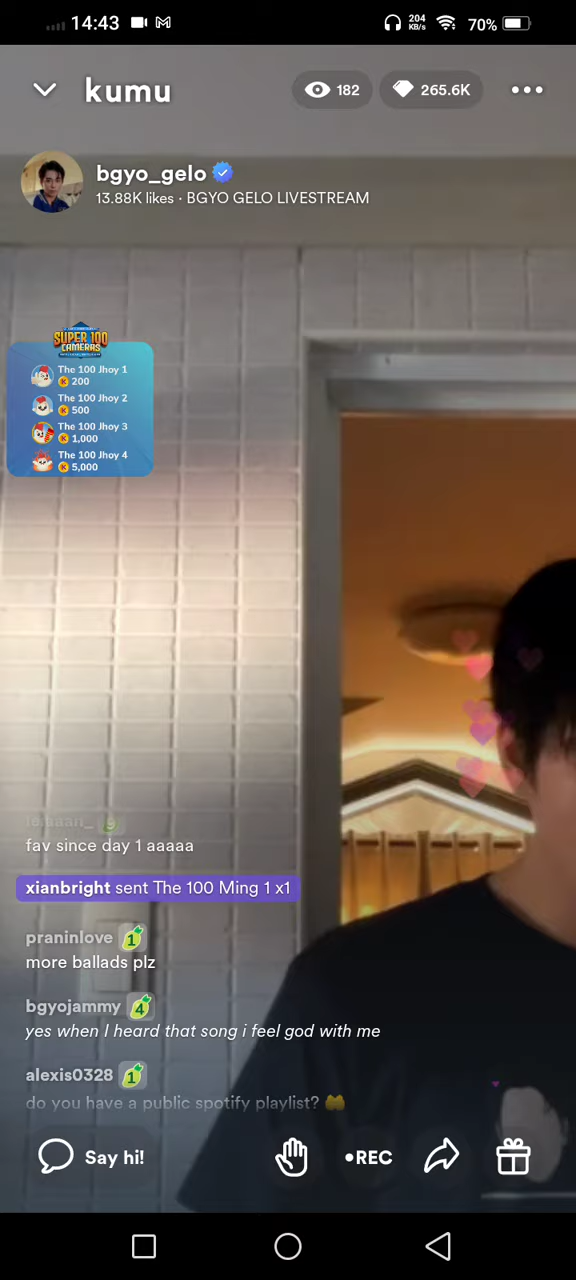 14:43
204
KB/s
70%
kumu
182
265.6K
bgyo_gelo
13.88K likes · BGYO GELO LIVESTREAM
SUPER 100
CAMERAS
The 100 Jhoy 1
K 200
The 100 Jhoy 2
K 500
The 100 Jhoy 3
K 1,000
The 100 Jhoy 4
K 5,000
fav since day 1 aaaaa
xianbright sent The 100 Ming 1 x1
praninlove 1
more ballads plz
bgyojammy 4
yes when I heard that song i feel god with me
alexis0328 1
do you have a public spotify playlist? 🤲
Say hi!
•REC